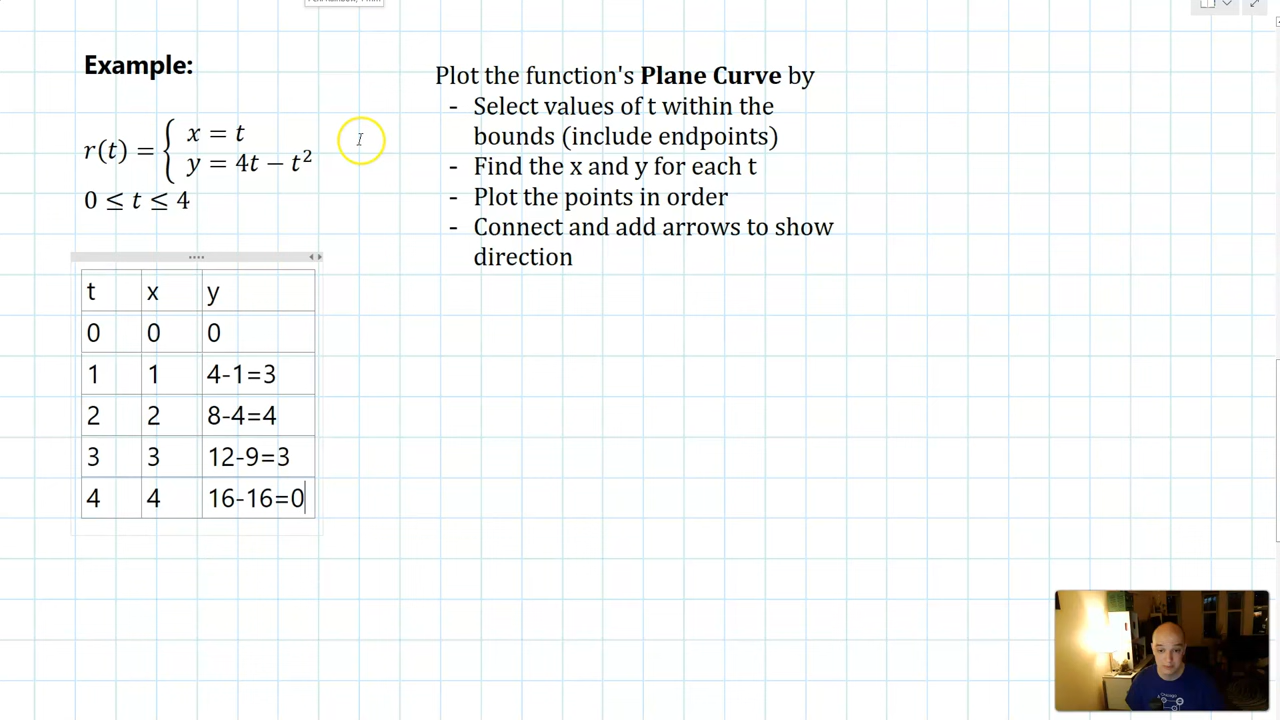 Example:
r(t) = { x = t
y = 4t − t²
0 ≤ t ≤ 4
t x y
0 0 0
1 1 4-1=3
2 2 8-4=4
3 3 12-9=3
4 4 16-16=0
Plot the function's Plane Curve by
- Select values of t within the
bounds (include endpoints)
- Find the x and y for each t
- Plot the points in order
- Connect and add arrows to show
direction